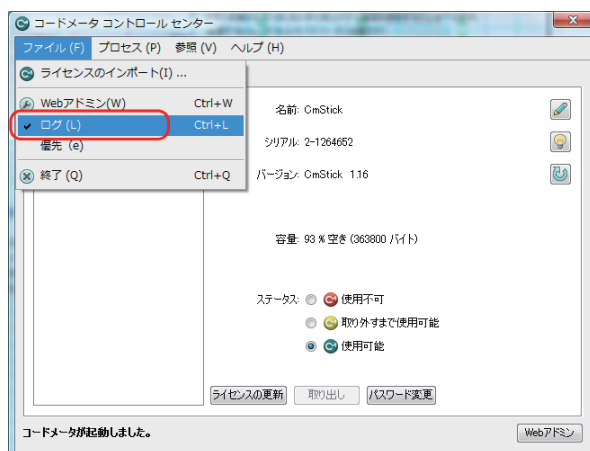 コードメータ コントロール センター
ファイル (F) プロセス (P) 参照 (V) ヘルプ (H)
ライセンスのインポート(I) ...
Webアドミン(W) Ctrl+W
ログ (L) Ctrl+L
優先 (e)
終了 (Q) Ctrl+Q
名前: CmStick
シリアル: 2-1264652
バージョン: CmStick 1.16
容量: 93 % 空き (363800 バイト)
ステータス: 使用不可
取り外すまで使用可能
使用可能
ライセンスの更新 取り出し パスワード変更
コードメータが起動しました。 Webアドミン